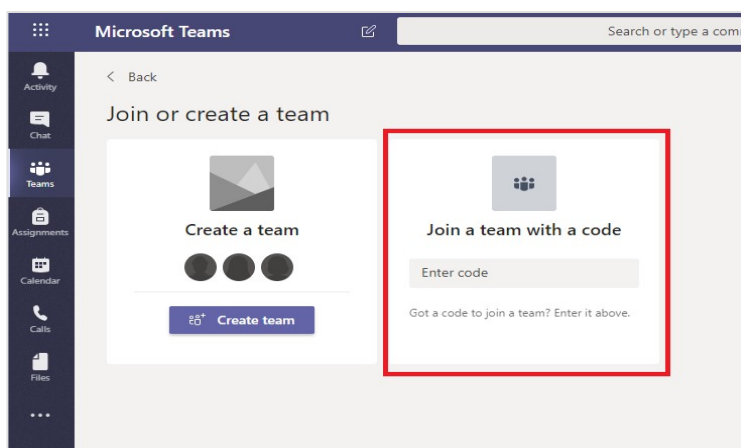 Microsoft Teams
Search or type a com
Activity
Chat
Teams
Assignments
Calendar
Calls
Files
Back
Join or create a team
Create a team
Create team
Join a team with a code
Enter code
Got a code to join a team? Enter it above.